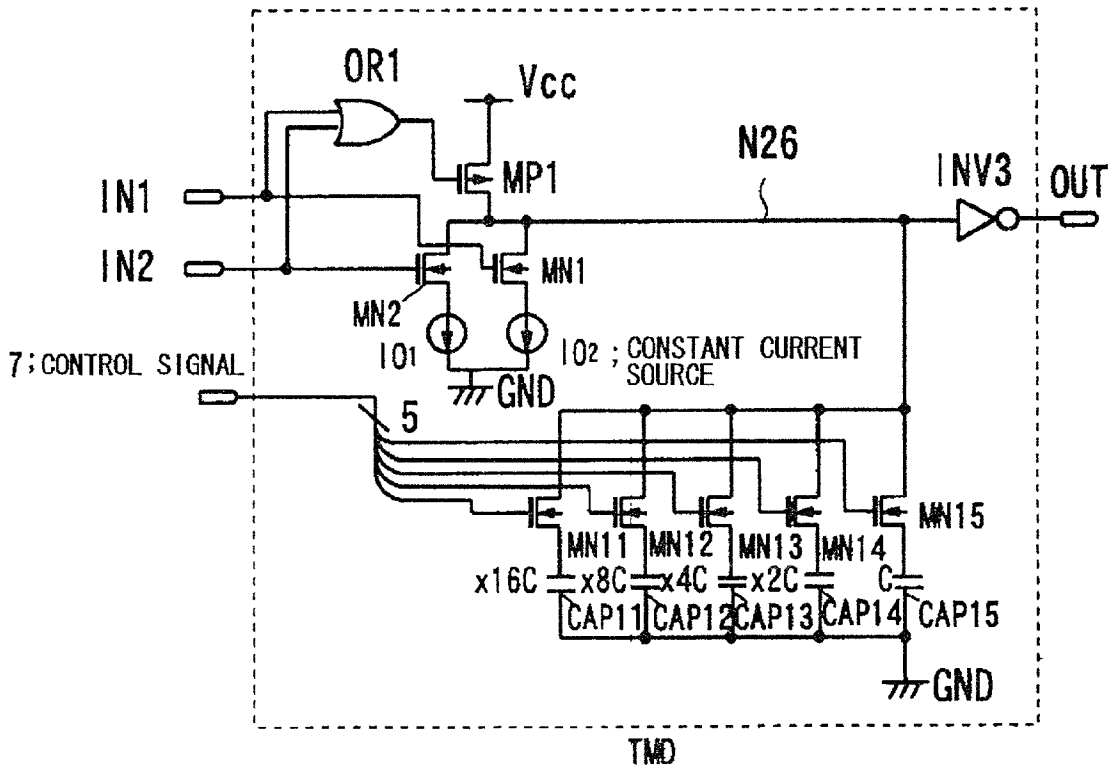 OR1
Vcc
N26
INV3
OUT
MP1
IN1
IN2
MN1
MN2
IO1
IO2 ; CONSTANT CURRENT
SOURCE
7;CONTROL SIGNAL
GND
5
MN11
MN12
MN13
MN14
MN15
x16C
x8C
x4C
x2C
C
CAP11
CAP12
CAP13
CAP14
CAP15
GND
TMD